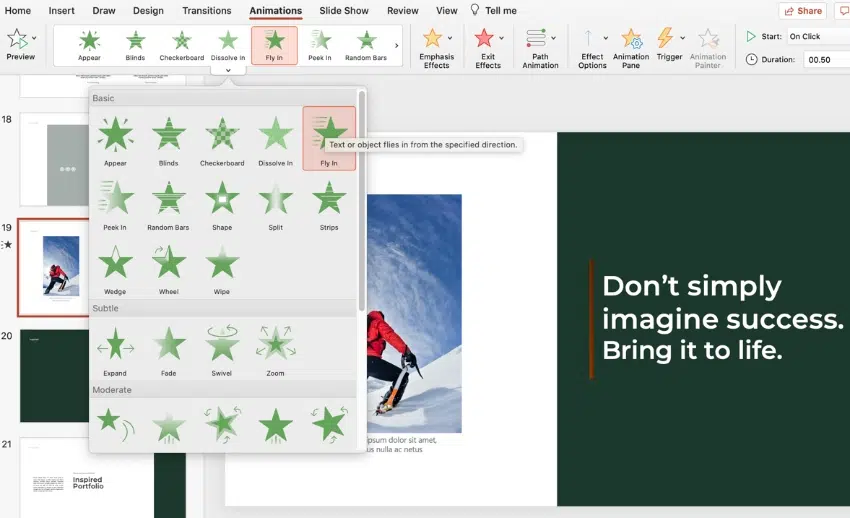 Home Insert Draw Design Transitions Animations Slide Show Review View Tell me Share
Preview
Appear Blinds Checkerboard Dissolve In Fly In Peek In Random Bars
Emphasis Effects
Exit Effects
Path Animation
Effect Options
Animation Pane
Trigger
Animation Painter
Start: On Click
Duration: 00.50
18
19
20
21
Inspired
Portfolio
Basic
Appear Blinds Checkerboard Dissolve In Fly In
Text or object flies in from the specified direction.
Peek In Random Bars Shape Split Strips
Wedge Wheel Wipe
Subtle
Expand Fade Swivel Zoom
Moderate
ipsum dolor sit amet,
us nulla ac netus
Don't simply
imagine success.
Bring it to life.